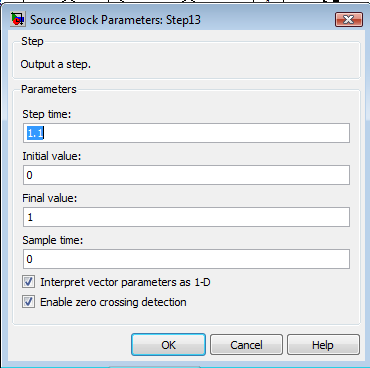 Source Block Parameters: Step13
Step
Output a step.
Parameters
Step time:
1.1
Initial value:
0
Final value:
1
Sample time:
0
Interpret vector parameters as 1-D
Enable zero crossing detection
OK Cancel Help